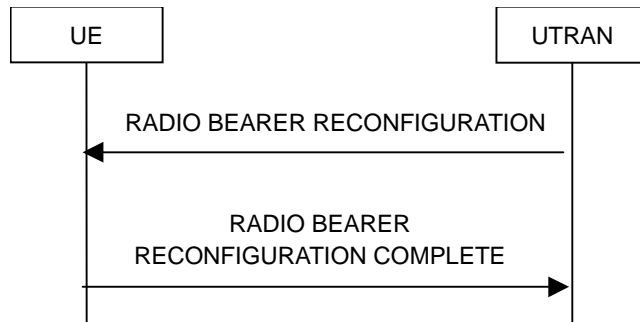 UE
UTRAN
RADIO BEARER RECONFIGURATION
RADIO BEARER
RECONFIGURATION COMPLETE